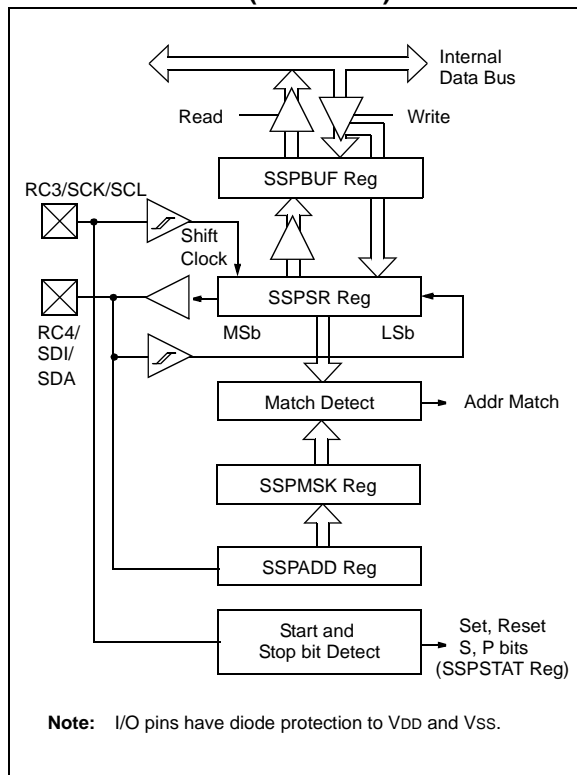 Internal
Data Bus
Read
Write
SSPBUF Reg
RC3/SCK/SCL
Shift
Clock
SSPSR Reg
MSb
LSb
RC4/
SDI/
SDA
Match Detect
Addr Match
SSPMSK Reg
SSPADD Reg
Start and
Stop bit Detect
Set, Reset
S, P bits
(SSPSTAT Reg)
Note: I/O pins have diode protection to VDD and VSS.